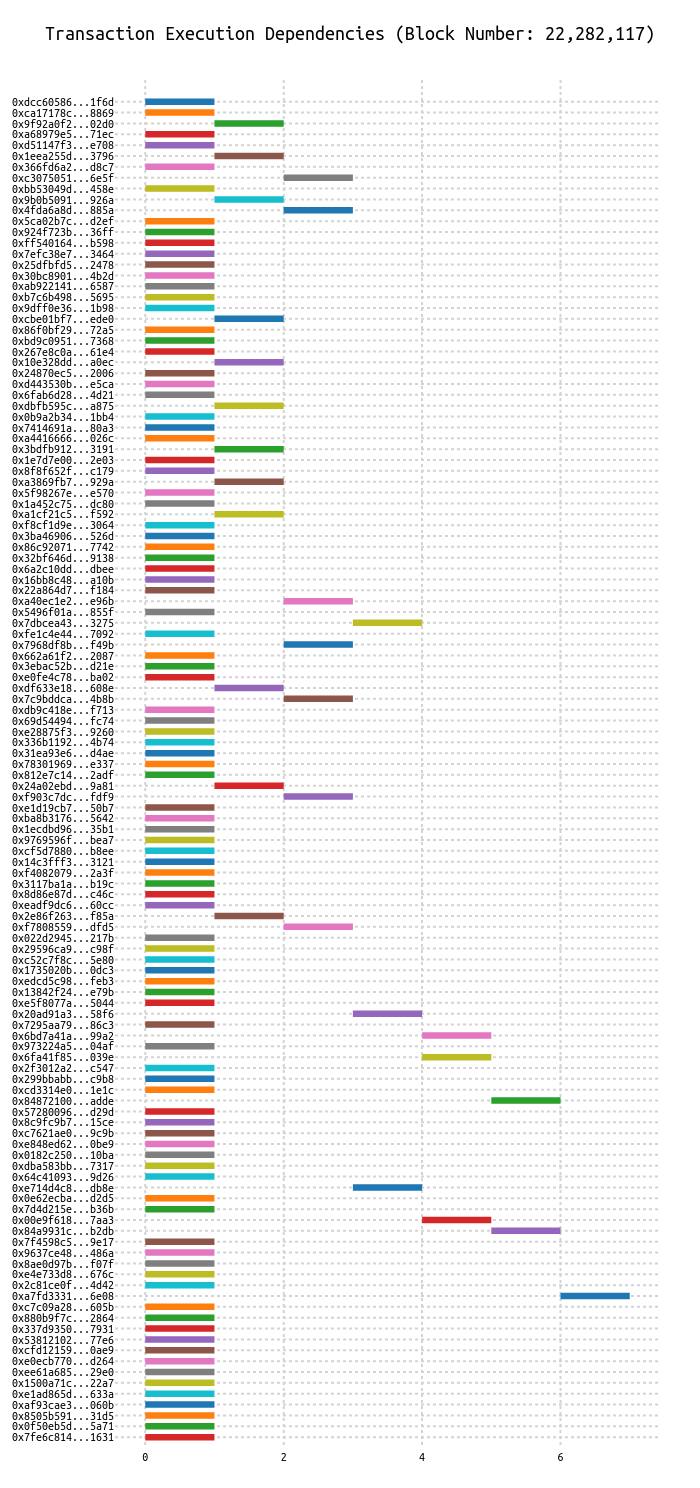 Transaction Execution Dependencies (Block Number: 22,282,117)
0xdcc60586...1f6d
0xca17178c...8869
0x9f92a0f2...02d0
0xa68979e5...71ec
0xd51147f3...e708
0x1eea255d...3796
0x366fd6a2...d8c7
0xc3075051...6e5f
0xbb53049d...458e
0x9b0b5091...926a
0x4fda6a8d...885a
0x5ca02b7c...d2ef
0x924f723b...36ff
0xff540164...b598
0x7efc38e7...3464
0x25dfbfd5...2478
0x30bc8901...4b2d
0xab922141...6587
0xb7c6b498...5695
0x9dff0e36...1b98
0xcbe01bf7...ede0
0x86f0bf29...72a5
0xbd9c0951...7368
0x267e8c0a...61e4
0x10e328dd...a0ec
0x24870ec5...2006
0xd443530b...e5ca
0x6fab6d28...4d21
0xdbfb595c...a875
0x0b9a2b34...1bb4
0x7414691a...80a3
0xa4416666...026c
0x3bdfb912...3191
0x1e7d7e00...2e03
0x8f8f652f...c179
0xa3869fb7...929a
0x5f98267e...e570
0x1a452c75...dc80
0xa1cf21c5...f592
0xf8cf1d9e...3064
0x3ba46906...526d
0x86c92071...7742
0x32bf646d...9138
0x6a2c10dd...dbee
0x16bb8c48...a10b
0x22a864d7...f184
0xa40ec1e2...e96b
0x5496f01a...855f
0x7dbcea43...3275
0xfe1c4e44...7092
0x7968df8b...f49b
0x662a61f2...2087
0x3ebac52b...d21e
0xe0fe4c78...ba02
0xdf633e18...608e
0x7c9bddca...4b8b
0xdb9c418e...f713
0x69d54494...fc74
0xe28875f3...9260
0x336b1192...4b74
0x31ea93e6...d4ae
0x78301969...e337
0x812e7c14...2adf
0x24a02ebd...9a81
0xf903c7dc...fdf9
0xe1d19cb7...50b7
0xba8b3176...5642
0x1ecdbd96...35b1
0x9769596f...bea7
0xcf5d7880...b8ee
0x14c3fff3...3121
0xf4082079...2a3f
0x3117ba1a...b19c
0x8d86e87d...c46c
0xeadf9dc6...60cc
0x2e86f263...f85a
0xf7808559...dfd5
0x022d2945...217b
0x29596ca9...c98f
0xc52c7f8c...5e80
0x1735020b...0dc3
0xedcd5c98...feb3
0x13842f24...e79b
0xe5f8077a...5044
0x20ad91a3...58f6
0x7295aa79...86c3
0x6bd7a41a...99a2
0x973224a5...04af
0x6fa41f85...039e
0x2f3012a2...c547
0x299bbabb...c9b8
0xcd3314e0...1e1c
0x84872100...adde
0x57280096...d29d
0x8c9fc9b7...15ce
0xc7621ae0...9c9b
0xe848ed62...0be9
0x0182c250...10ba
0xdba583bb...7317
0x64c41093...9d26
0xe714d4c8...db8e
0x0e62ecba...d2d5
0x7d4d215e...b36b
0x00e9f618...7aa3
0x84a9931c...b2db
0x7f4598c5...9e17
0x9637ce48...486a
0x8ae0d97b...f07f
0xe4e733d8...676c
0x2c81ce0f...4d42
0xa7fd3331...6e08
0xc7c09a28...605b
0x880b9f7c...2864
0x337d9350...7931
0x53812102...77e6
0xcfd12159...0ae9
0xe0ecb770...d264
0xee61a685...29e0
0x1500a71c...22a7
0xe1ad865d...633a
0xaf93cae3...060b
0x8505b591...31d5
0x0f50eb5d...5a71
0x7fe6c814...1631
0 2 4 6